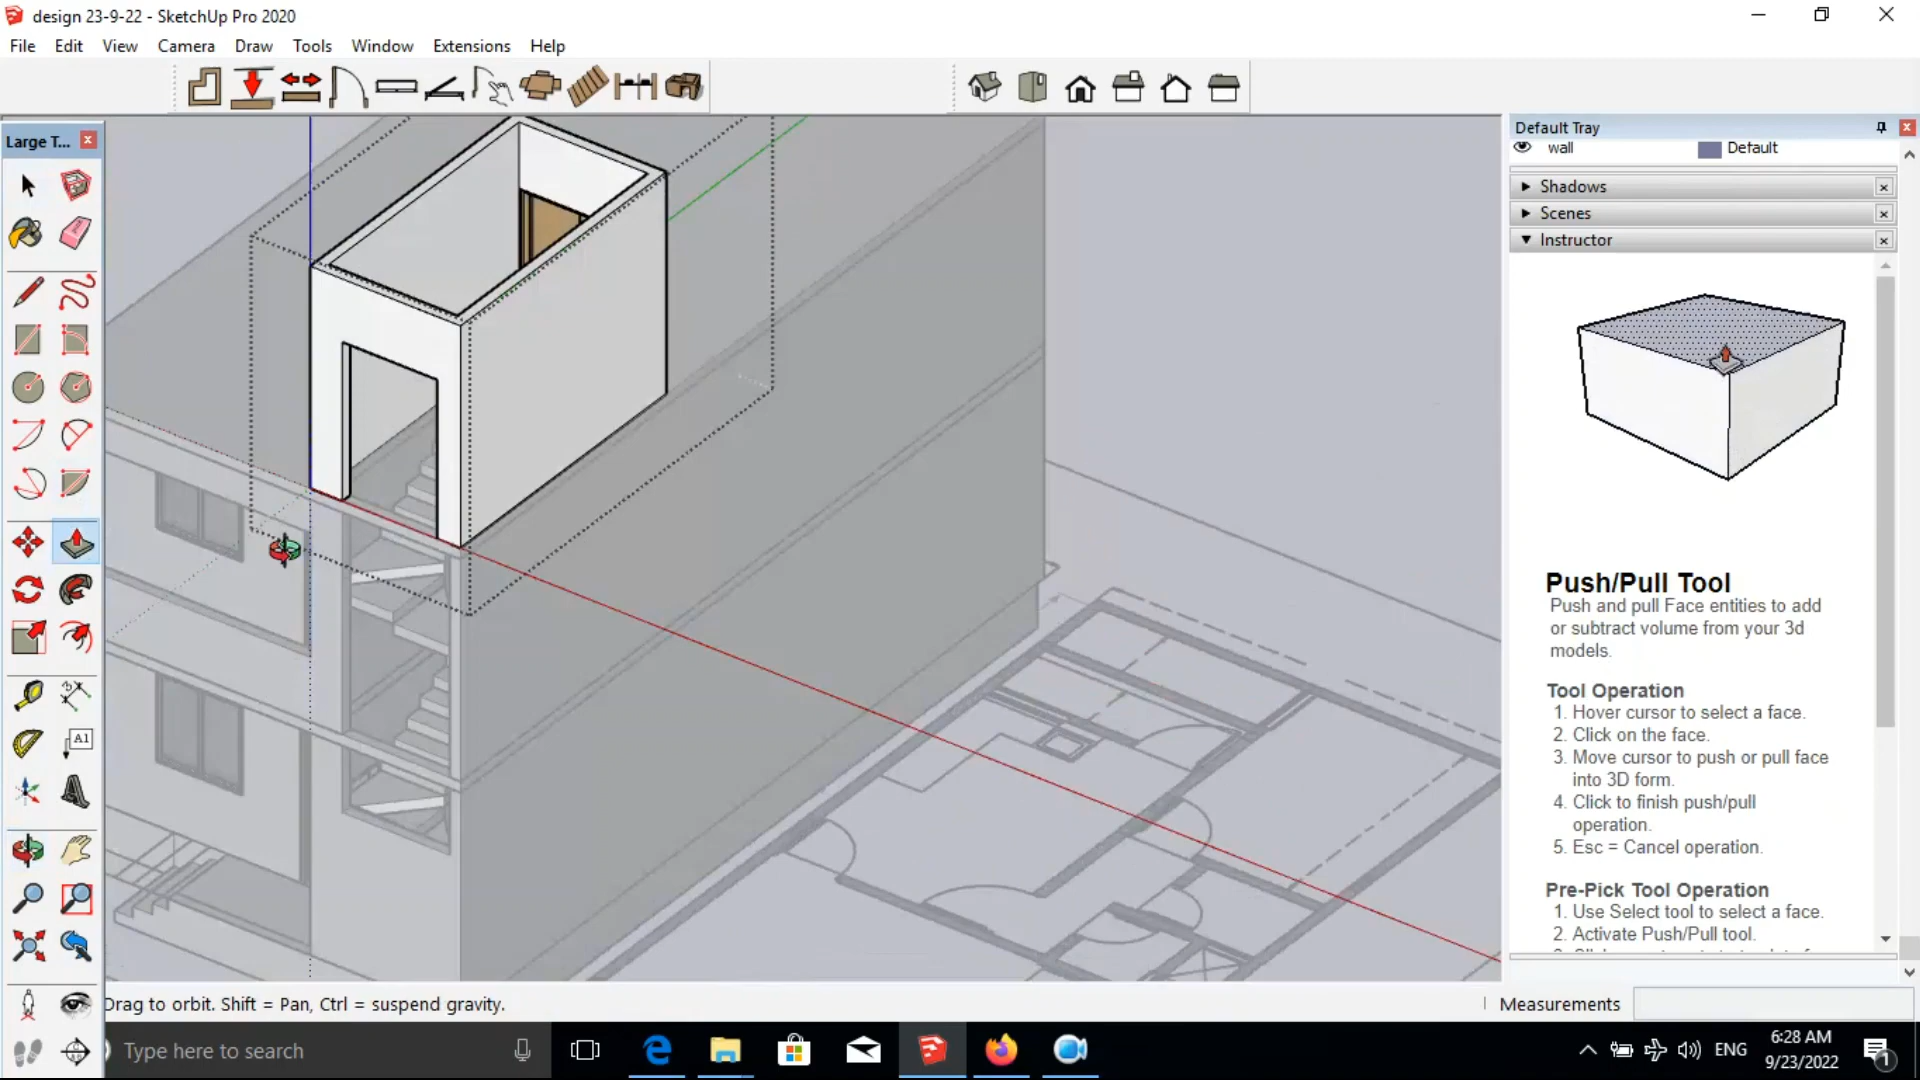 design 23-9-22 - SketchUp Pro 2020
File Edit View Camera Draw Tools Window Extensions Help
Large T...
Default Tray
wall Default
Shadows
Scenes
Instructor
A1
Push/Pull Tool
Push and pull Face entities to add
or subtract volume from your 3d
models.
Tool Operation
1. Hover cursor to select a face.
2. Click on the face.
3. Move cursor to push or pull face
into 3D form.
4. Click to finish push/pull
operation.
5. Esc = Cancel operation.
Pre-Pick Tool Operation
1. Use Select tool to select a face.
2. Activate Push/Pull tool.
Drag to orbit. Shift = Pan, Ctrl = suspend gravity.
Measurements
Type here to search
ENG
6:28 AM
9/23/2022
1